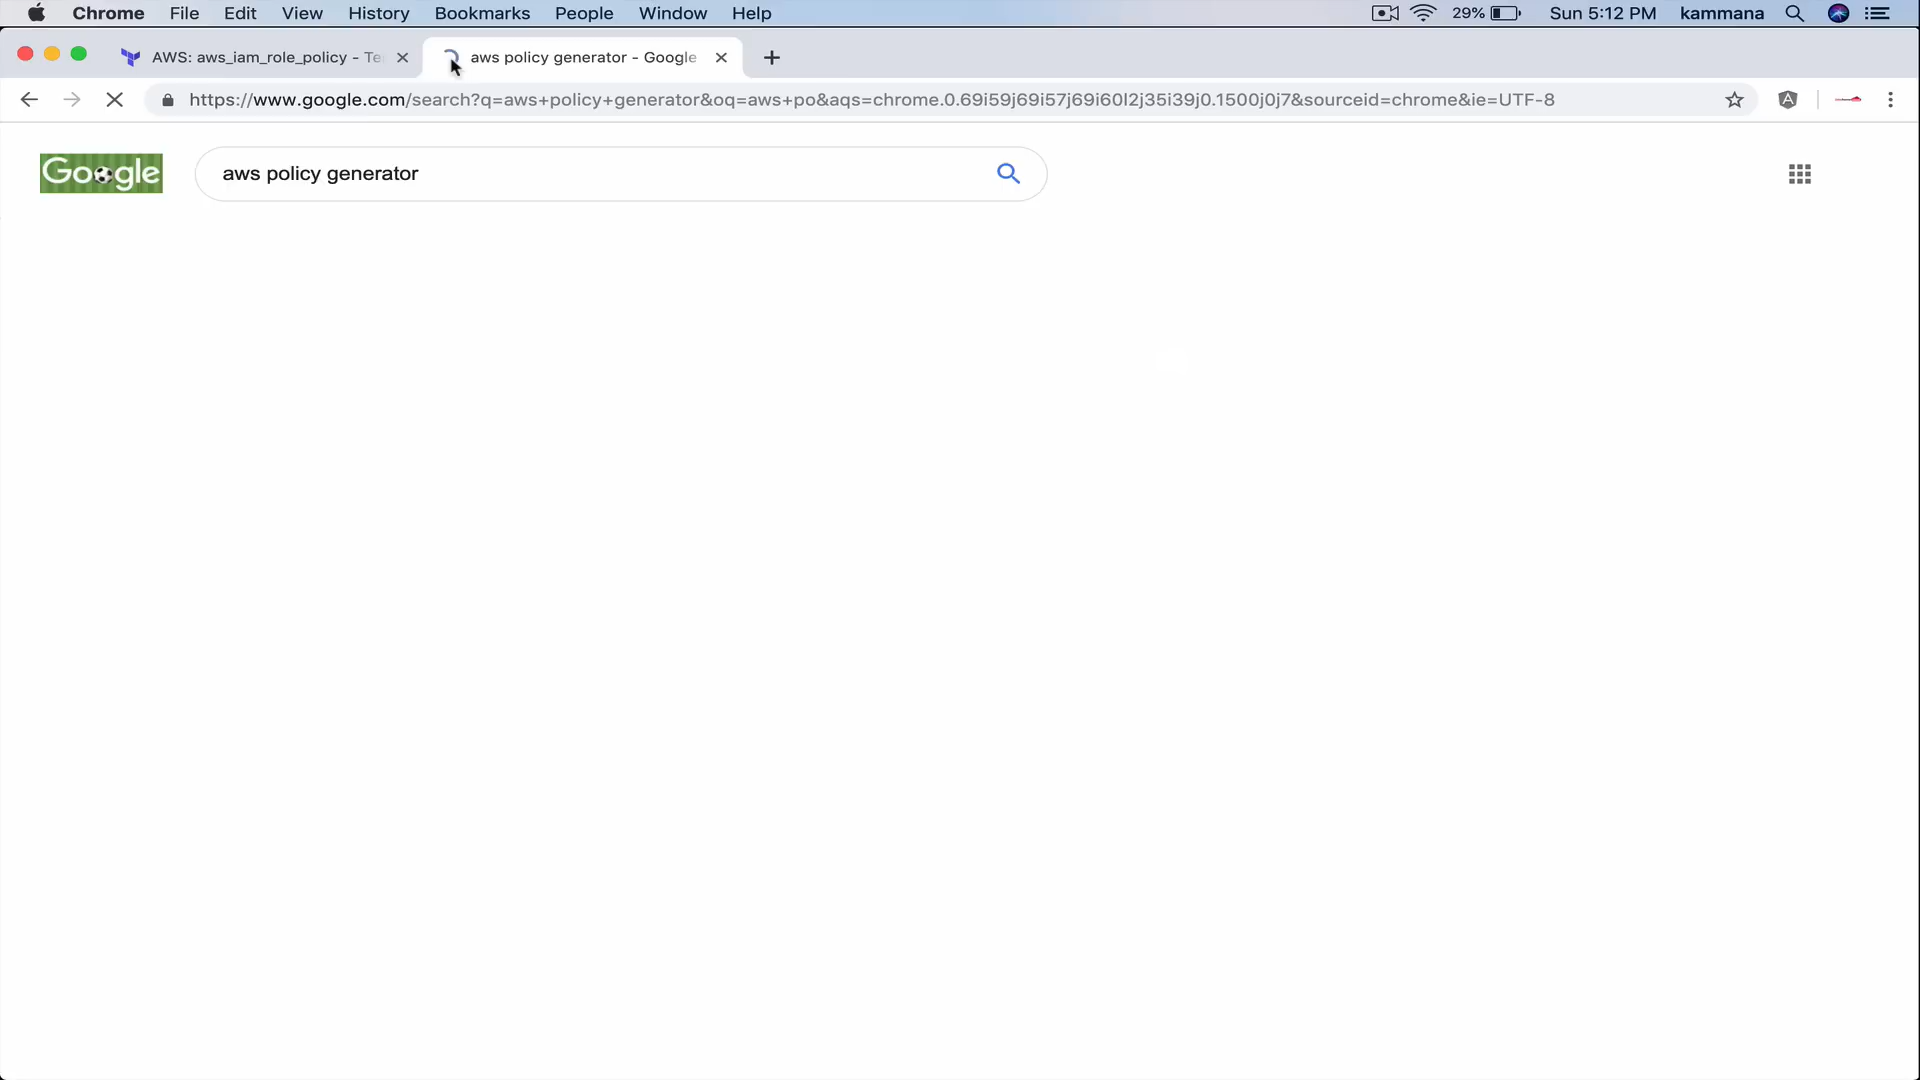 Chrome File Edit View History Bookmarks People Window Help 29% Sun 5:12 PM kammana
AWS: aws_iam_role_policy - Te aws policy generator - Google
https://www.google.com/search?q=aws+policy+generator&oq=aws+po&aqs=chrome.0.69i59j69i57j69i60l2j35i39j0.1500j0j7&sourceid=chrome&ie=UTF-8
Google aws policy generator